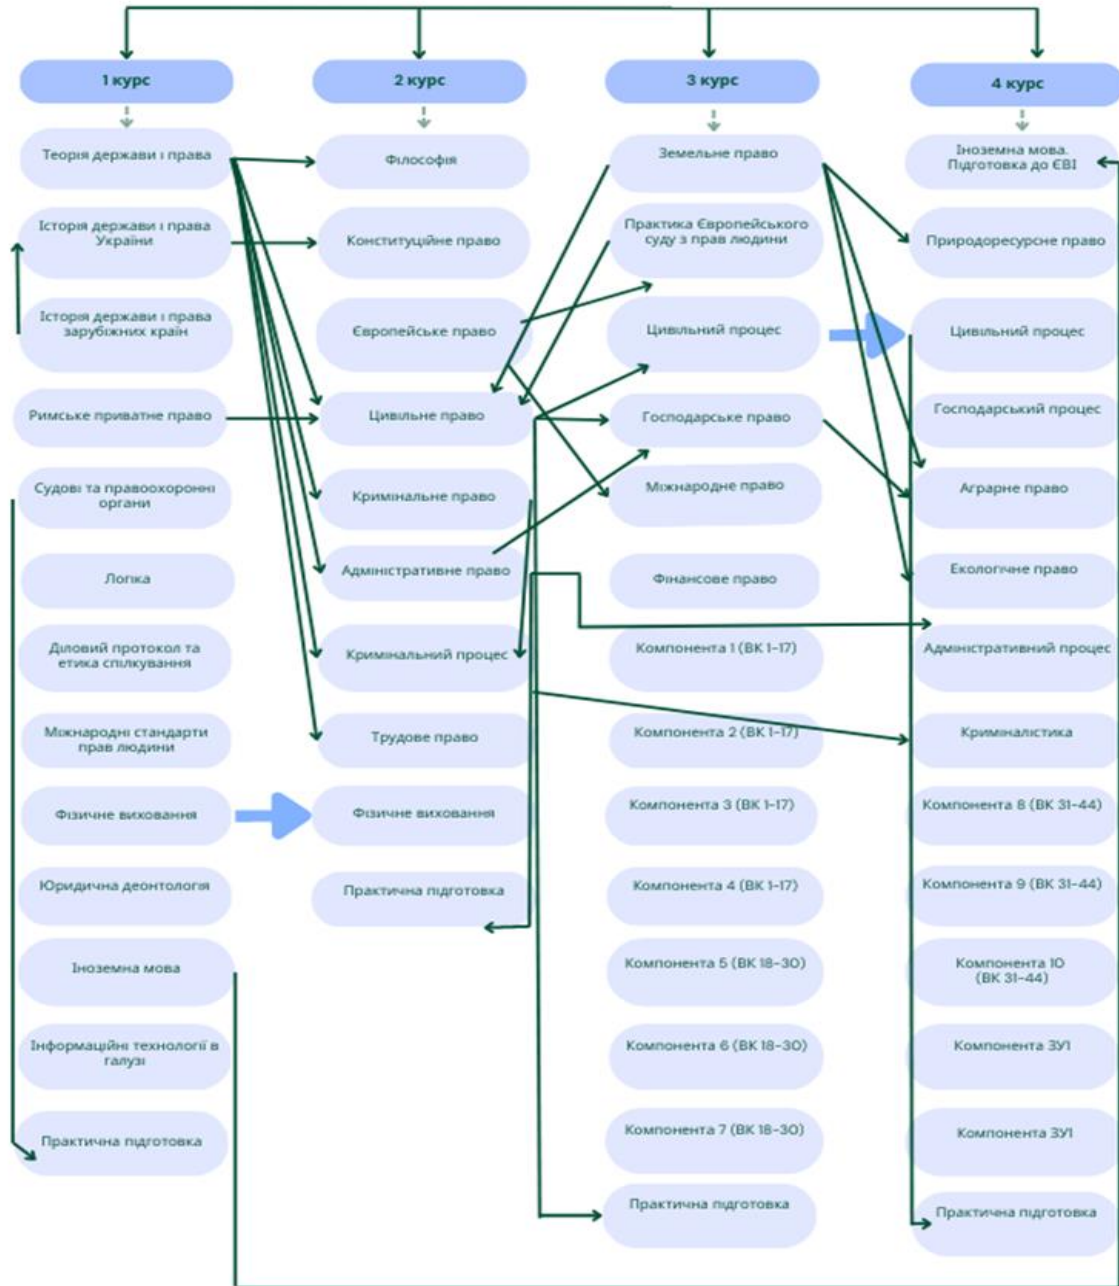 1 курс
Теорія держави і права
Історія держави і права
України
Історія держави і права
зарубіжних країн
Римське приватне право
Судові та правоохоронні
органи
Логіка
Діловий протокол та
етика спілкування
Міжнародні стандарти
прав людини
Фізичне виховання
Юридична деонтологія
Іноземна мова
Інформаційні технології в
галузі
Практична підготовка
2 курс
Філософія
Конституційне право
Європейське право
Цивільне право
Кримінальне право
Адміністративне право
Кримінальний процес
Трудове право
Фізичне виховання
Практична підготовка
3 курс
Земельне право
Практика Європейського
суду з прав людини
Цивільний процес
Господарське право
Міжнародне право
Фінансове право
Компонента 1 (ВК 1-17)
Компонента 2 (ВК 1-17)
Компонента 3 (ВК 1-17)
Компонента 4 (ВК 1-17)
Компонента 5 (ВК 18-30)
Компонента 6 (ВК 18-30)
Компонента 7 (ВК 18-30)
Практична підготовка
4 курс
Іноземна мова.
Підготовка до ЄВІ
Природоресурсне право
Цивільний процес
Господарський процес
Аграрне право
Екологічне право
Адміністративний процес
Криміналістика
Компонента 8 (ВК 31-44)
Компонента 9 (ВК 31-44)
Компонента 10
(ВК 31-44)
Компонента ЗУ1
Компонента ЗУ1
Практична підготовка